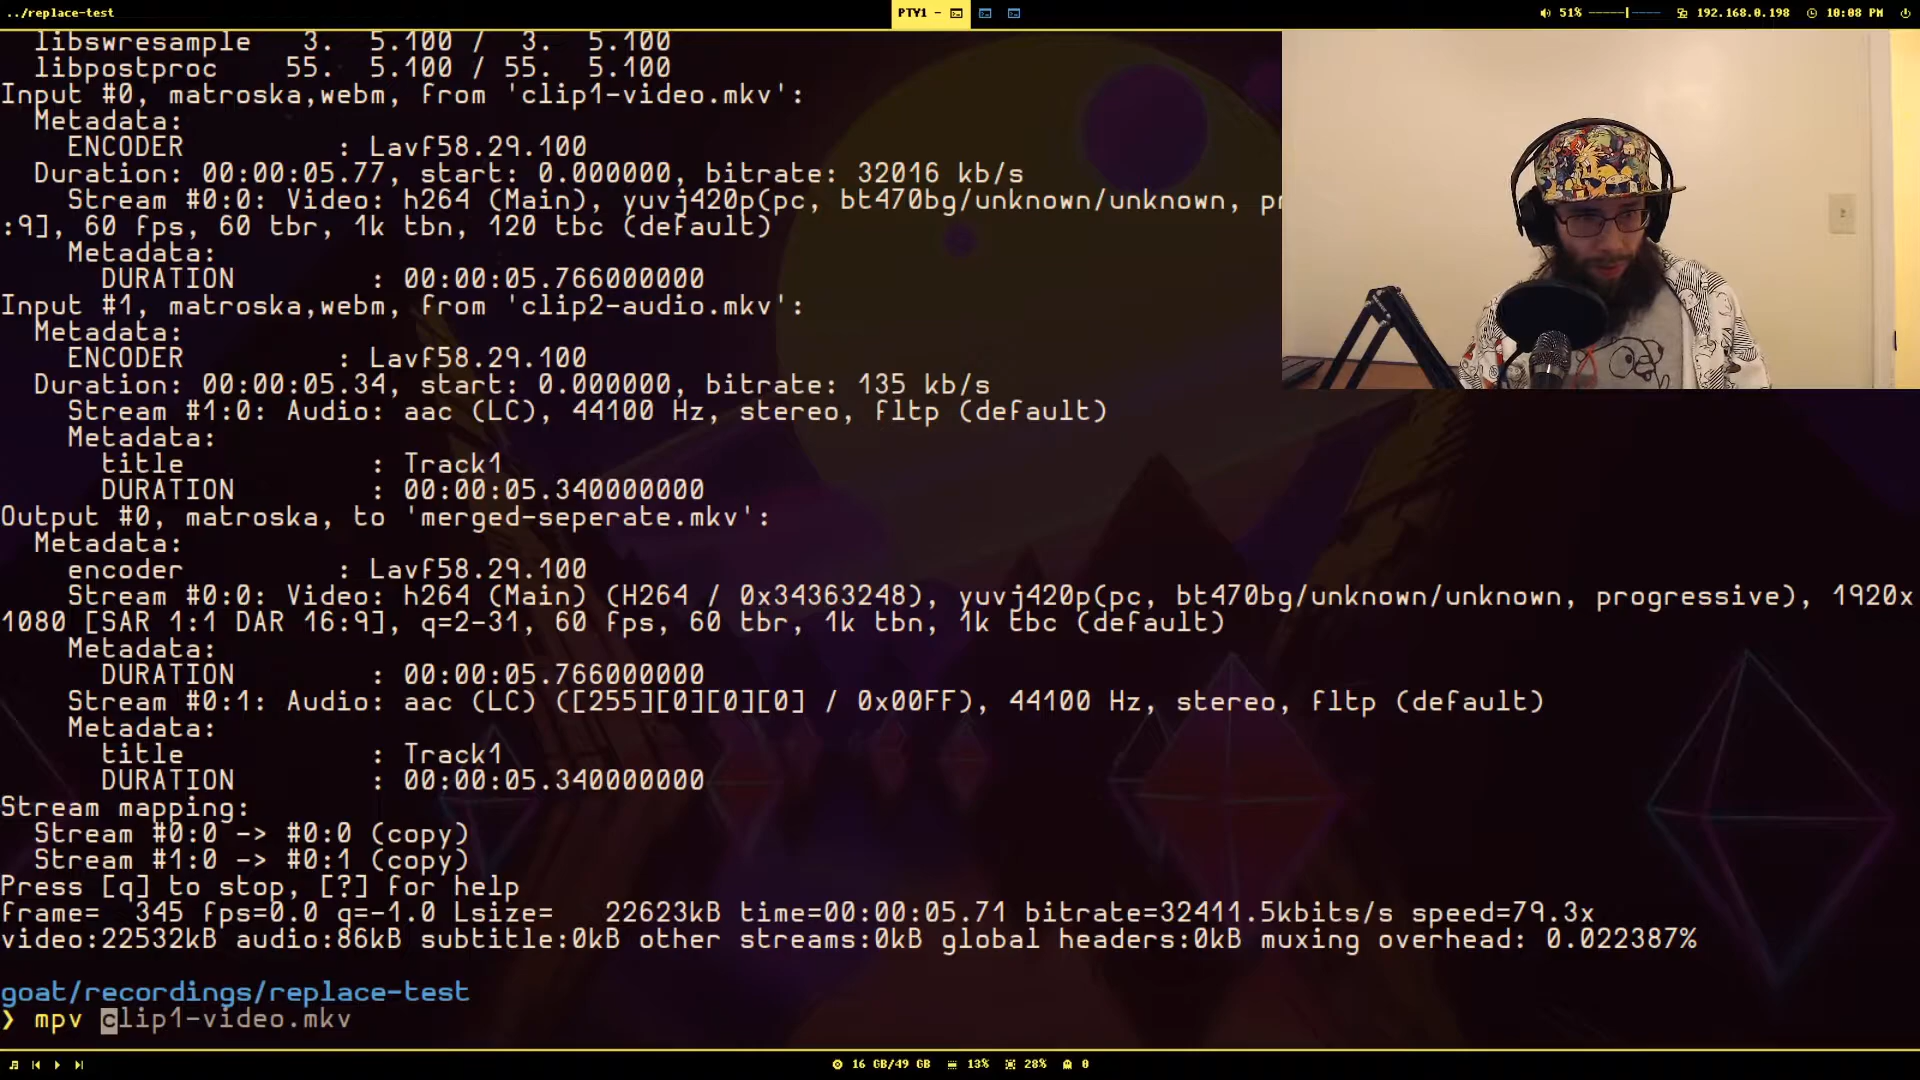 ../replace-test
PTY1 -
51%
192.168.0.198
10:08 PM
libswresample   3.  5.100 /  3.  5.100
libpostproc    55.  5.100 / 55.  5.100
Input #0, matroska,webm, from 'clip1-video.mkv':
Metadata:
ENCODER         : Lavf58.29.100
Duration: 00:00:05.77, start: 0.000000, bitrate: 32016 kb/s
Stream #0:0: Video: h264 (Main), yuvj420p(pc, bt470bg/unknown/unknown, pr
:9], 60 fps, 60 tbr, 1k tbn, 120 tbc (default)
Metadata:
DURATION        : 00:00:05.766000000
Input #1, matroska,webm, from 'clip2-audio.mkv':
Metadata:
ENCODER         : Lavf58.29.100
Duration: 00:00:05.34, start: 0.000000, bitrate: 135 kb/s
Stream #1:0: Audio: aac (LC), 44100 Hz, stereo, fltp (default)
Metadata:
title           : Track1
DURATION        : 00:00:05.340000000
Output #0, matroska, to 'merged-seperate.mkv':
Metadata:
encoder         : Lavf58.29.100
Stream #0:0: Video: h264 (Main) (H264 / 0x34363248), yuvj420p(pc, bt470bg/unknown/unknown, progressive), 1920x
1080 [SAR 1:1 DAR 16:9], q=2-31, 60 fps, 60 tbr, 1k tbn, 1k tbc (default)
Metadata:
DURATION        : 00:00:05.766000000
Stream #0:1: Audio: aac (LC) ([255][0][0][0] / 0x00FF), 44100 Hz, stereo, fltp (default)
Metadata:
title           : Track1
DURATION        : 00:00:05.340000000
Stream mapping:
Stream #0:0 -> #0:0 (copy)
Stream #1:0 -> #0:1 (copy)
Press [q] to stop, [?] for help
frame=  345 fps=0.0 q=-1.0 Lsize=   22623kB time=00:00:05.71 bitrate=32411.5kbits/s speed=79.3x
video:22532kB audio:86kB subtitle:0kB other streams:0kB global headers:0kB muxing overhead: 0.022387%
goat/recordings/replace-test
❯ mpv clip1-video.mkv
16 GB/49 GB
13%
28%
0